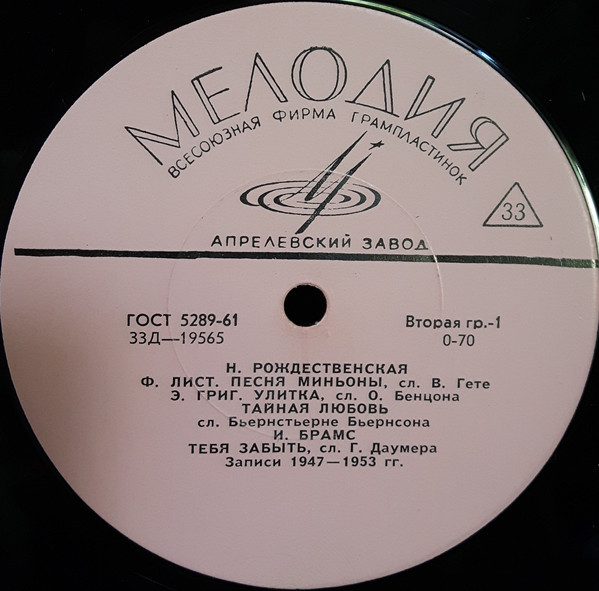 МЕЛОДИЯ
ВСЕСОЮЗНАЯ ФИРМА ГРАМПЛАСТИНОК
33
АПРЕЛЕВСКИЙ ЗАВОД
ГОСТ 5289-61
Вторая гр.-1
33Д—19565
0-70
Н. РОЖДЕСТВЕНСКАЯ
Ф. ЛИСТ. ПЕСНЯ МИНЬОНЫ, сл. В. Гете
Э. ГРИГ. УЛИТКА, сл. О. Бенцона
ТАЙНАЯ ЛЮБОВЬ
сл. Бьернстьерне Бьернсона
И. БРАМС
ТЕБЯ ЗАБЫТЬ, сл. Г. Даумера
Записи 1947—1953 гг.